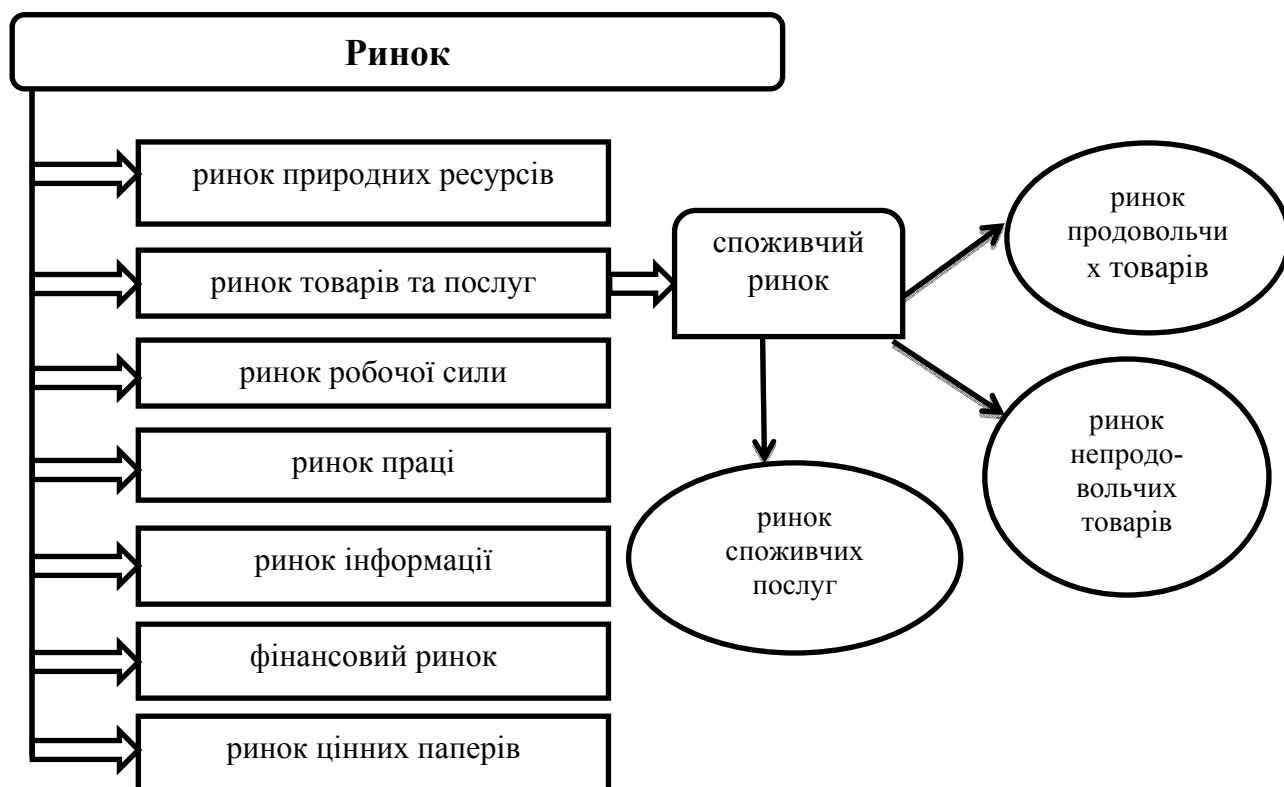 Ринок
ринок природних ресурсів
ринок товарів та послуг
ринок робочої сили
ринок праці
ринок інформації
фінансовий ринок
ринок цінних паперів
споживчий
ринок
ринок
продовольчи
х товарів
ринок
непродо-
вольчих
товарів
ринок
споживчих
послуг